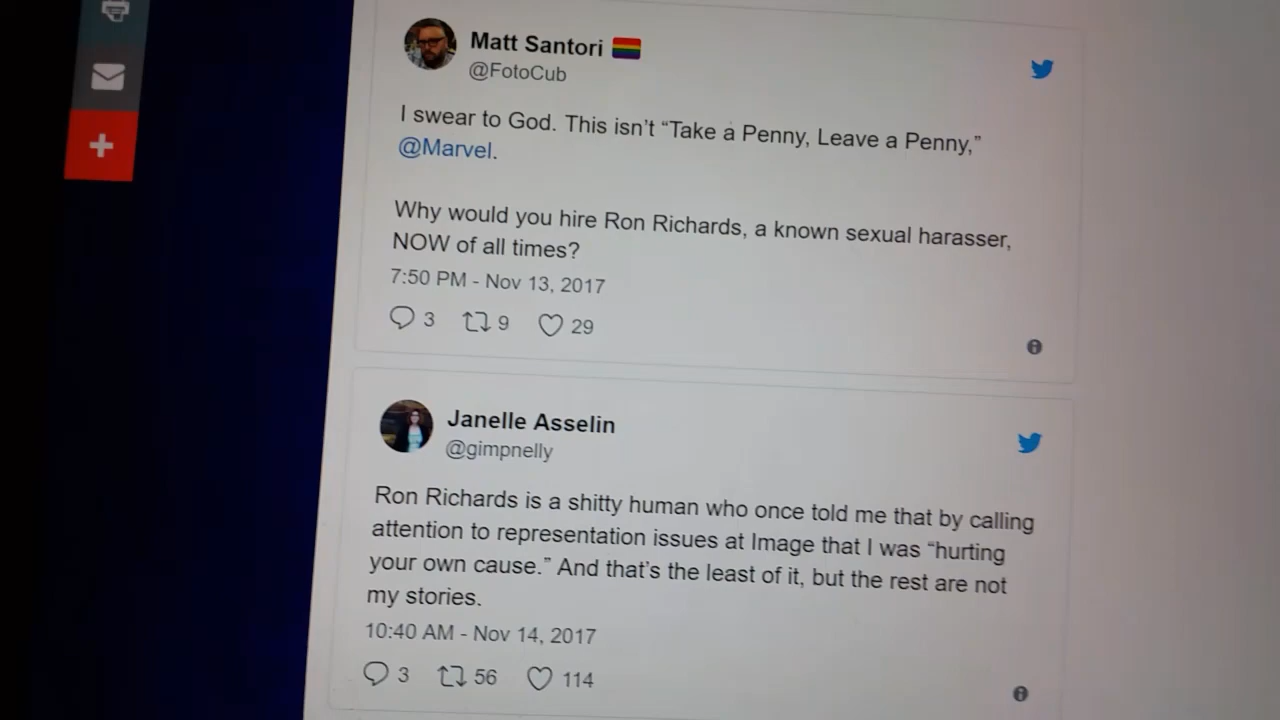 Matt Santori
@FotoCub
I swear to God. This isn't “Take a Penny, Leave a Penny,”
@Marvel.
Why would you hire Ron Richards, a known sexual harasser,
NOW of all times?
7:50 PM - Nov 13, 2017
3 9 29
Janelle Asselin
@gimpnelly
Ron Richards is a shitty human who once told me that by calling
attention to representation issues at Image that I was “hurting
your own cause.” And that's the least of it, but the rest are not
my stories.
10:40 AM - Nov 14, 2017
3 56 114